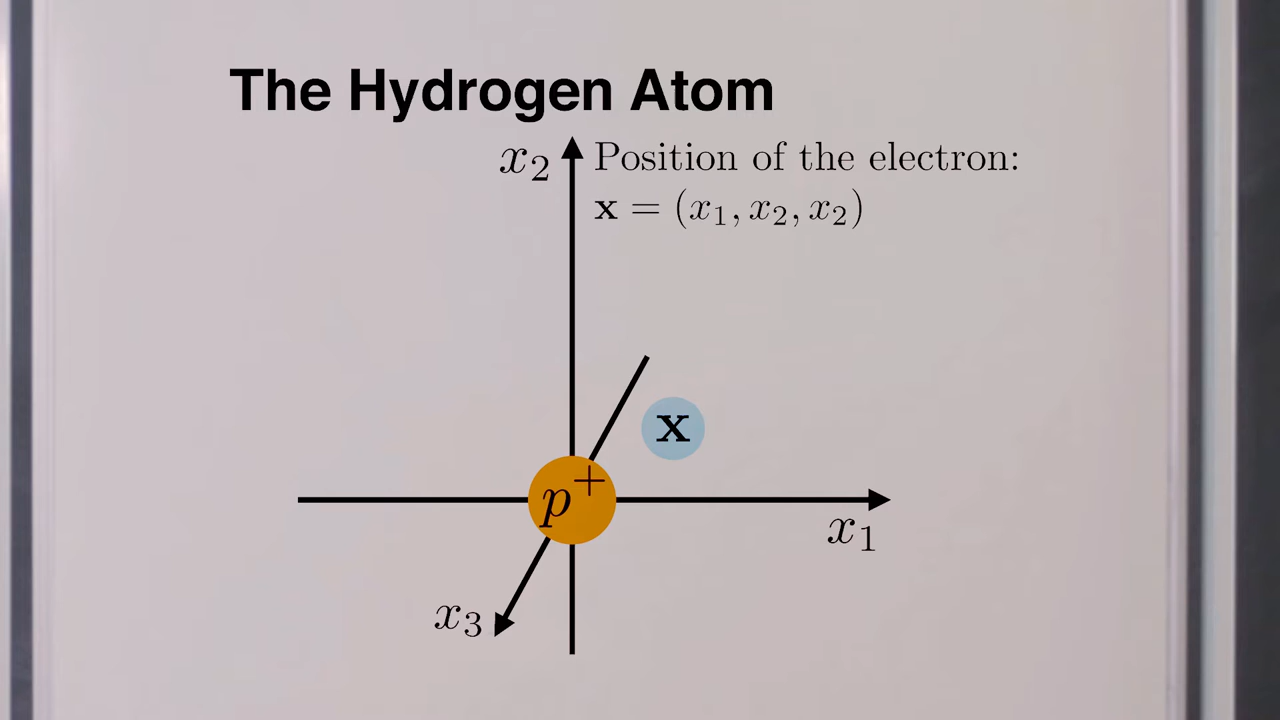 The Hydrogen Atom
x₂
Position of the electron:
𝐱 = (x₁, x₂, x₂)
𝐱
p⁺
x₁
x₃